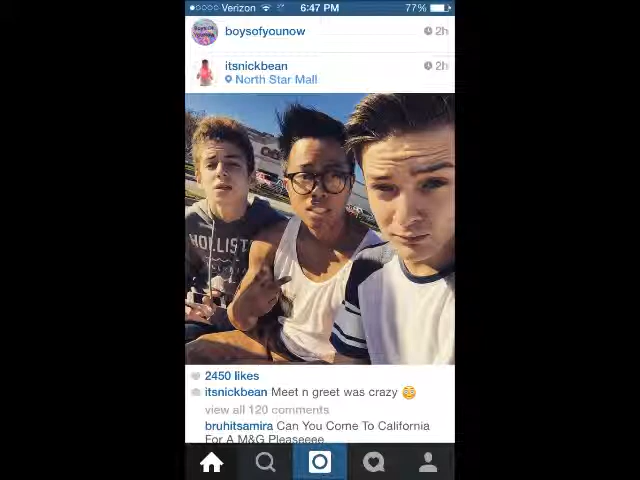 Verizon 6:47 PM 77%
boysofyounow 2h
itsnickbean 2h
North Star Mall
HOLLIST
2450 likes
itsnickbean Meet n greet was crazy 😳
view all 120 comments
bruhitsamira Can You Come To California
For A M&G Pleaseeee